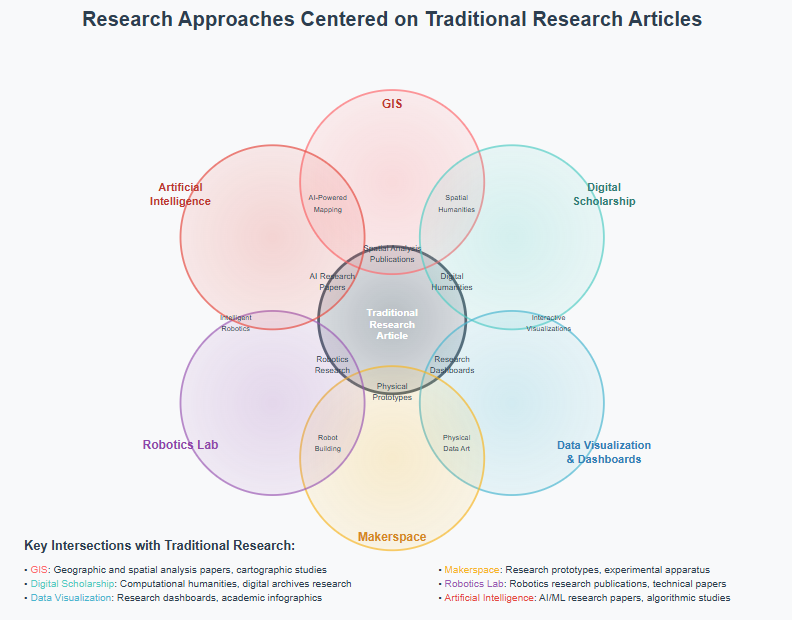 Research Approaches Centered on Traditional Research Articles
GIS
Artificial
Intelligence
Digital
Scholarship
AI-Powered
Mapping
Spatial
Humanities
Spatial Analysis
Publications
AI Research
Papers
Digital
Humanities
Traditional
Research
Article
Intelligent
Robotics
Interactive
Visualizations
Robotics
Research
Research
Dashboards
Physical
Prototypes
Robot
Building
Physical
Data Art
Robotics Lab
Data Visualization
& Dashboards
Makerspace
Key Intersections with Traditional Research:
• GIS: Geographic and spatial analysis papers, cartographic studies
• Digital Scholarship: Computational humanities, digital archives research
• Data Visualization: Research dashboards, academic infographics
• Makerspace: Research prototypes, experimental apparatus
• Robotics Lab: Robotics research publications, technical papers
• Artificial Intelligence: AI/ML research papers, algorithmic studies